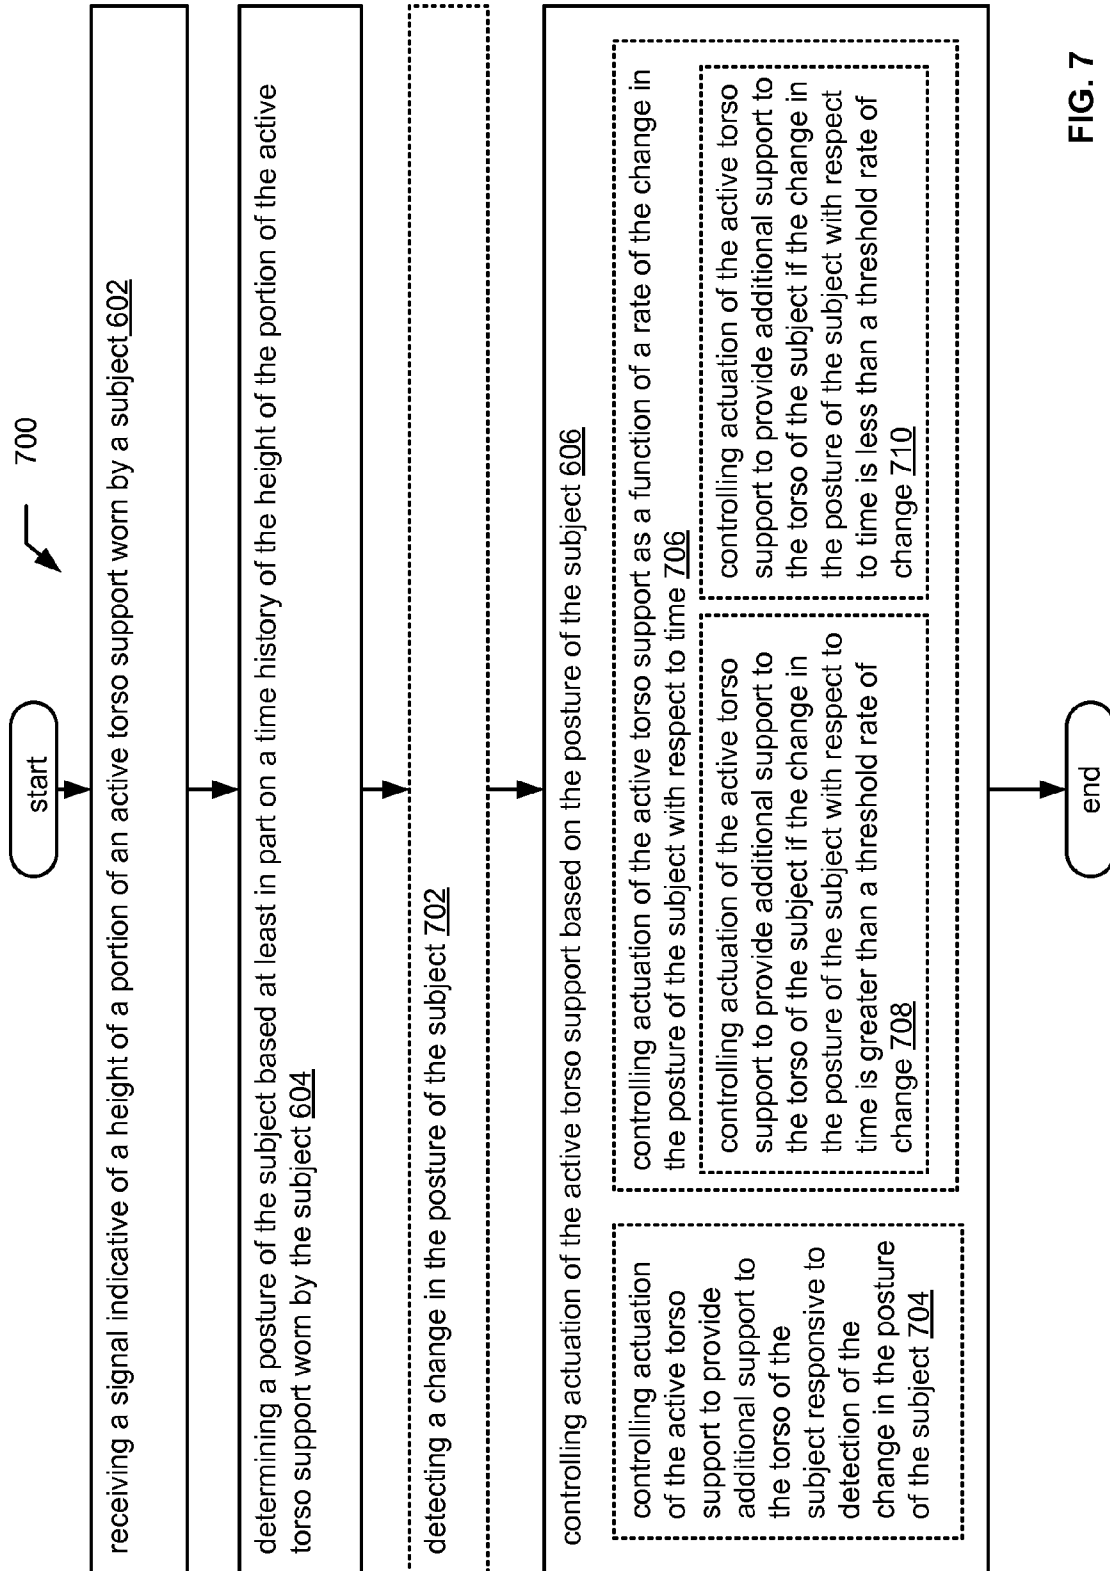 700
start
receiving a signal indicative of a height of a portion of an active torso support worn by a subject 602
determining a posture of the subject based at least in part on a time history of the height of the portion of the active
torso support worn by the subject 604
detecting a change in the posture of the subject 702
controlling actuation of the active torso support based on the posture of the subject 606
controlling actuation
of the active torso
support to provide
additional support to
the torso of the
subject responsive to
detection of the
change in the posture
of the subject 704
controlling actuation of the active torso support as a function of a rate of the change in
the posture of the subject with respect to time 706
controlling actuation of the active torso
support to provide additional support to
the torso of the subject if the change in
the posture of the subject with respect to
time is greater than a threshold rate of
change 708
controlling actuation of the active torso
support to provide additional support to
the torso of the subject if the change in
the posture of the subject with respect
to time is less than a threshold rate of
change 710
end
FIG. 7